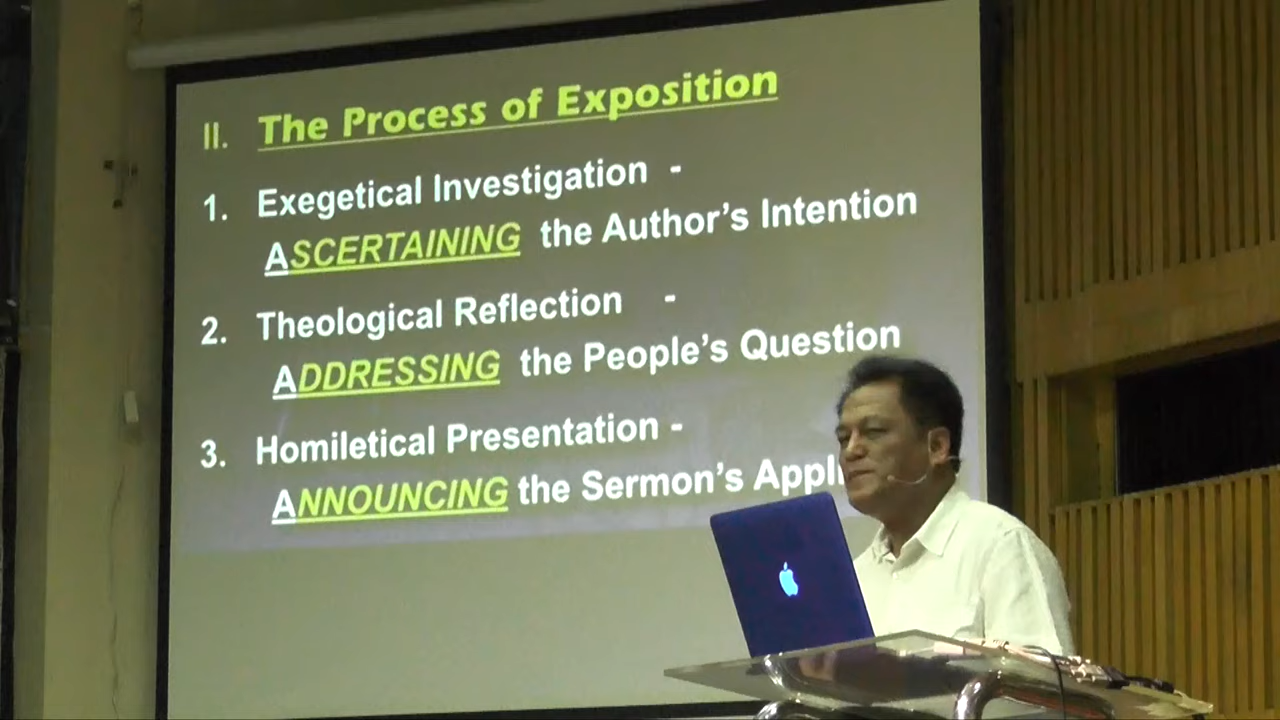 II. The Process of Exposition
1. Exegetical Investigation -
ASCERTAINING the Author's Intention
2. Theological Reflection -
ADDRESSING the People's Question
3. Homiletical Presentation -
ANNOUNCING the Sermon's Appli